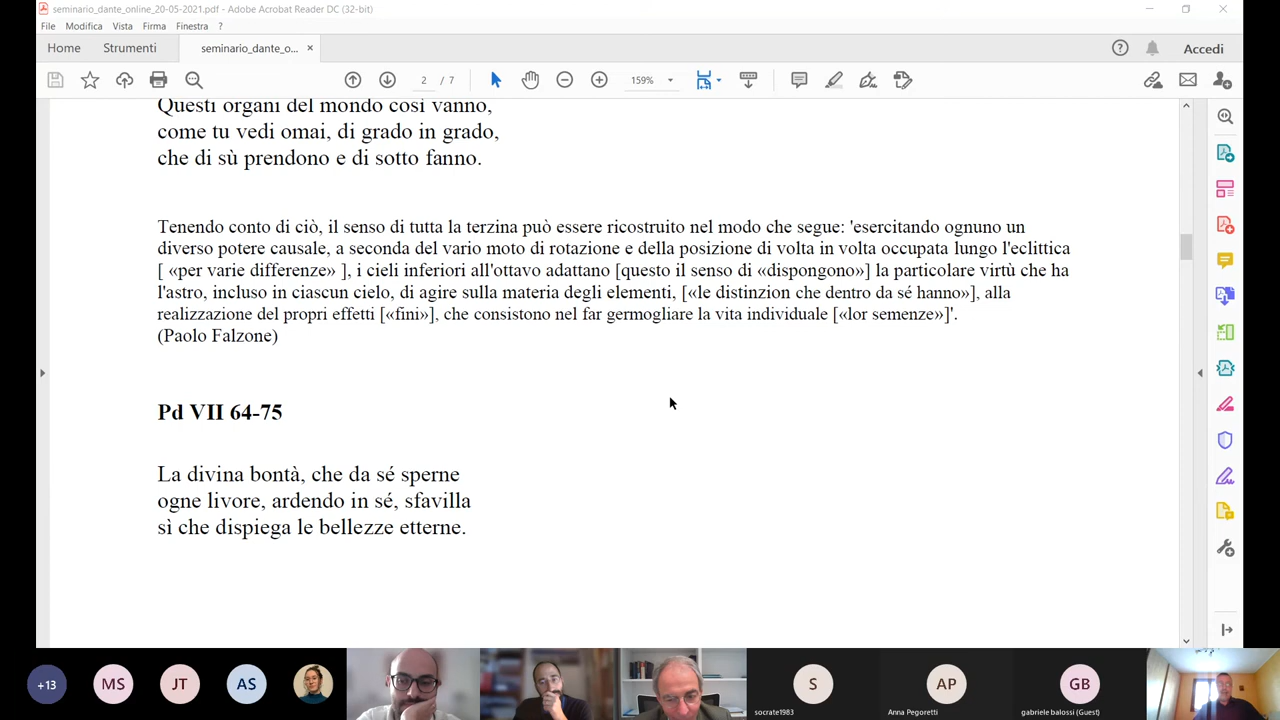 seminario_dante_online_20-05-2021.pdf - Adobe Acrobat Reader DC (32-bit)
File Modifica Vista Firma Finestra ?
Home Strumenti seminario_dante_o... × Accedi
2 / 7 159%
Questi organi del mondo così vanno,
come tu vedi omai, di grado in grado,
che di sù prendono e di sotto fanno.
Tenendo conto di ciò, il senso di tutta la terzina può essere ricostruito nel modo che segue: 'esercitando ognuno un
diverso potere causale, a seconda del vario moto di rotazione e della posizione di volta in volta occupata lungo l'eclittica
[ «per varie differenze» ], i cieli inferiori all'ottavo adattano [questo il senso di «dispongono»] la particolare virtù che ha
l'astro, incluso in ciascun cielo, di agire sulla materia degli elementi, [«le distinzion che dentro da sé hanno»], alla
realizzazione del propri effetti [«fini»], che consistono nel far germogliare la vita individuale [«lor semenze»]'.
(Paolo Falzone)
Pd VII 64-75
La divina bontà, che da sé sperne
ogne livore, ardendo in sé, sfavilla
sì che dispiega le bellezze etterne.
+13 MS JT AS S AP GB
socrate1983 Anna Pegoretti gabriele balossi (Guest)